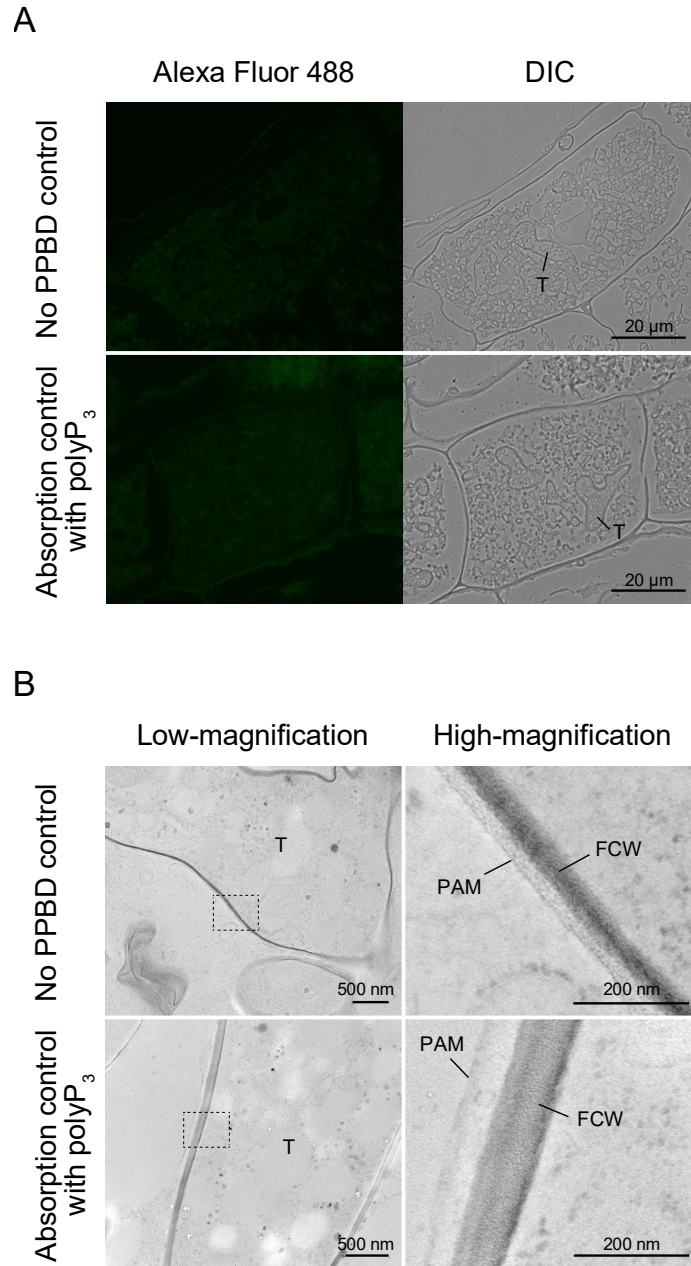 A
Alexa Fluor 488
DIC
No PPBD control
T
20 µm
Absorption control
with polyP3
T
20 µm
B
Low-magnification
High-magnification
No PPBD control
T
500 nm
PAM
FCW
200 nm
Absorption control
with polyP3
T
500 nm
PAM
FCW
200 nm